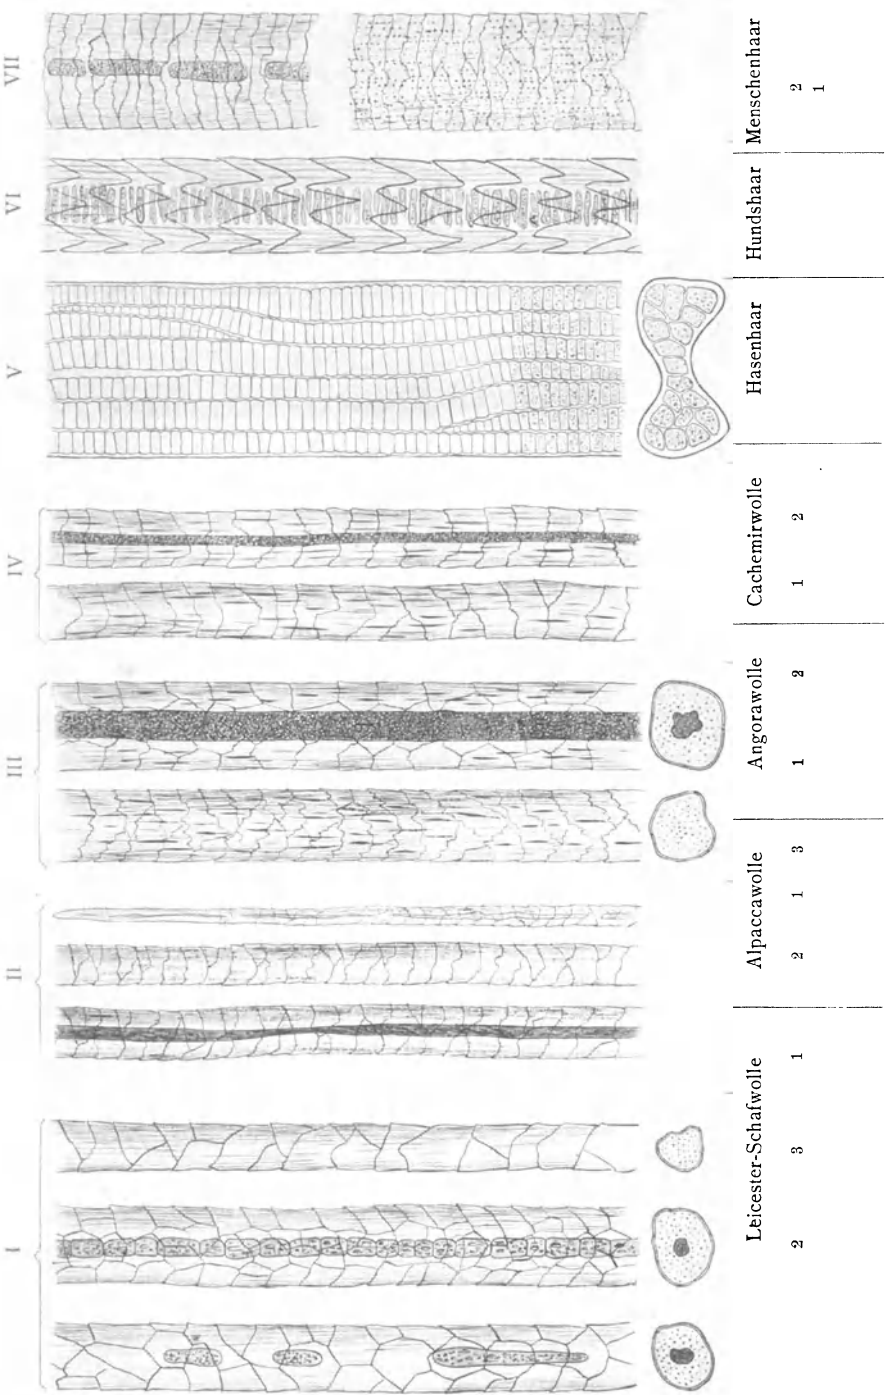 I II III IV V VI VII
Leicester-Schafwolle Alpaccawolle Angorawolle Cachemirwolle Hasenhaar Hundshaar Menschenhaar
2 3 1 2 1 3 1 2 1 2 2
1